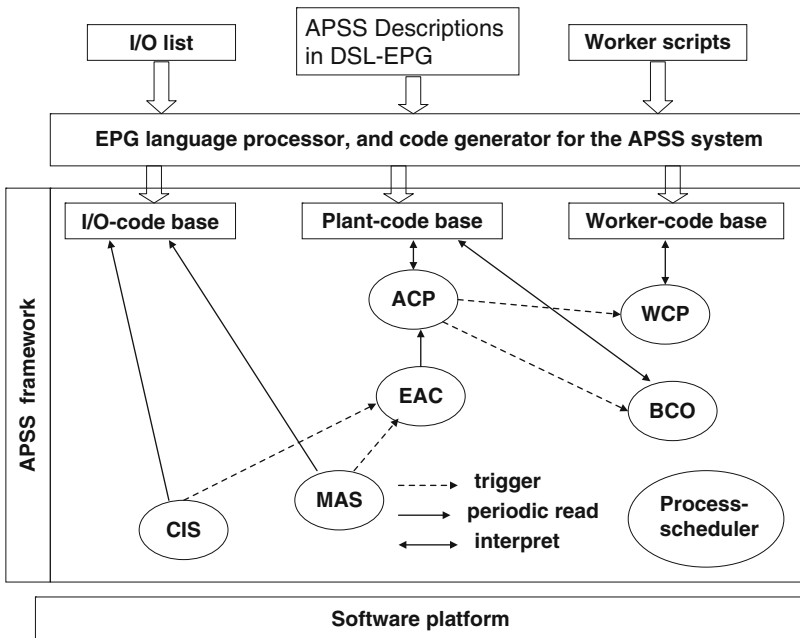 I/O list
APSS Descriptions
in DSL-EPG
Worker scripts
EPG language processor, and code generator for the APSS system
APSS framework
I/O-code base
Plant-code base
Worker-code base
ACP
WCP
EAC
BCO
MAS
CIS
trigger
periodic read
interpret
Process-
scheduler
Software platform